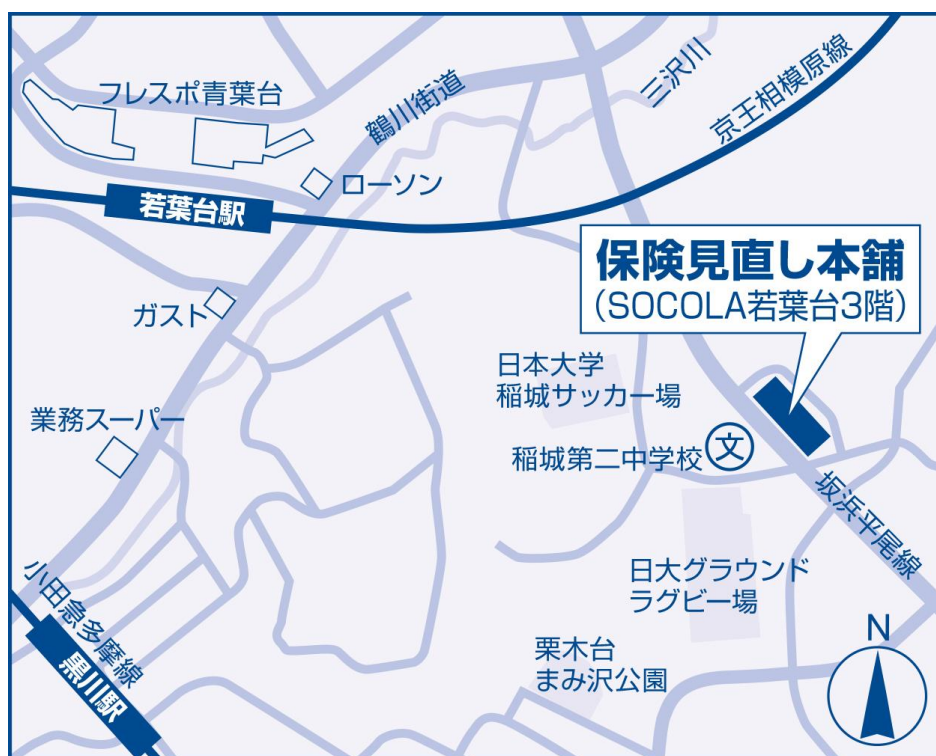 フレスポ青葉台
鶴川街道
三沢川
京王相模原線
ローソン
若葉台駅
保険見直し本舗
（SOCOLA若葉台3階）
ガスト
日本大学
稲城サッカー場
業務スーパー
稲城第二中学校
文
坂浜平尾線
日大グラウンド
ラグビー場
小田急多摩線
黒川駅
栗木台
まみ沢公園
N